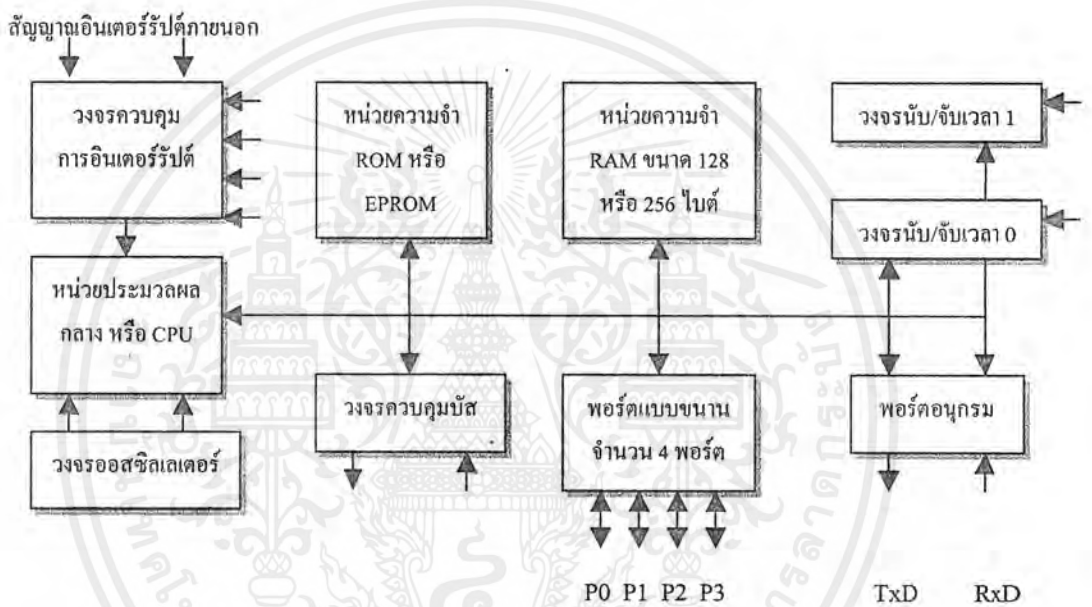 สัญญาณอินเตอร์รัปต์ภายนอก
วงจรควบคุม
การอินเตอร์รัปต์
หน่วยความจำ
ROM หรือ
EPROM
หน่วยความจำ
RAM ขนาด 128
หรือ 256 ไบต์
วงจรนับ/จับเวลา 1
วงจรนับ/จับเวลา 0
หน่วยประมวลผล
กลาง หรือ CPU
วงจรออสซิลเลเตอร์
วงจรควบคุมบัส
พอร์ตแบบขนาน
จำนวน 4 พอร์ต
พอร์ตอนุกรม
P0 P1 P2 P3
TxD RxD